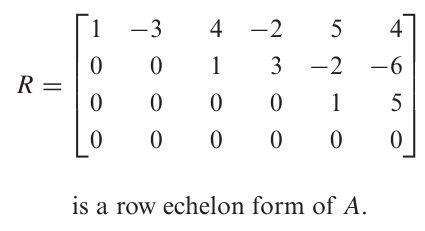 R = [1 −3 4 −2 5 4
0 0 1 3 −2 −6
0 0 0 0 1 5
0 0 0 0 0 0]
is a row echelon form of A.